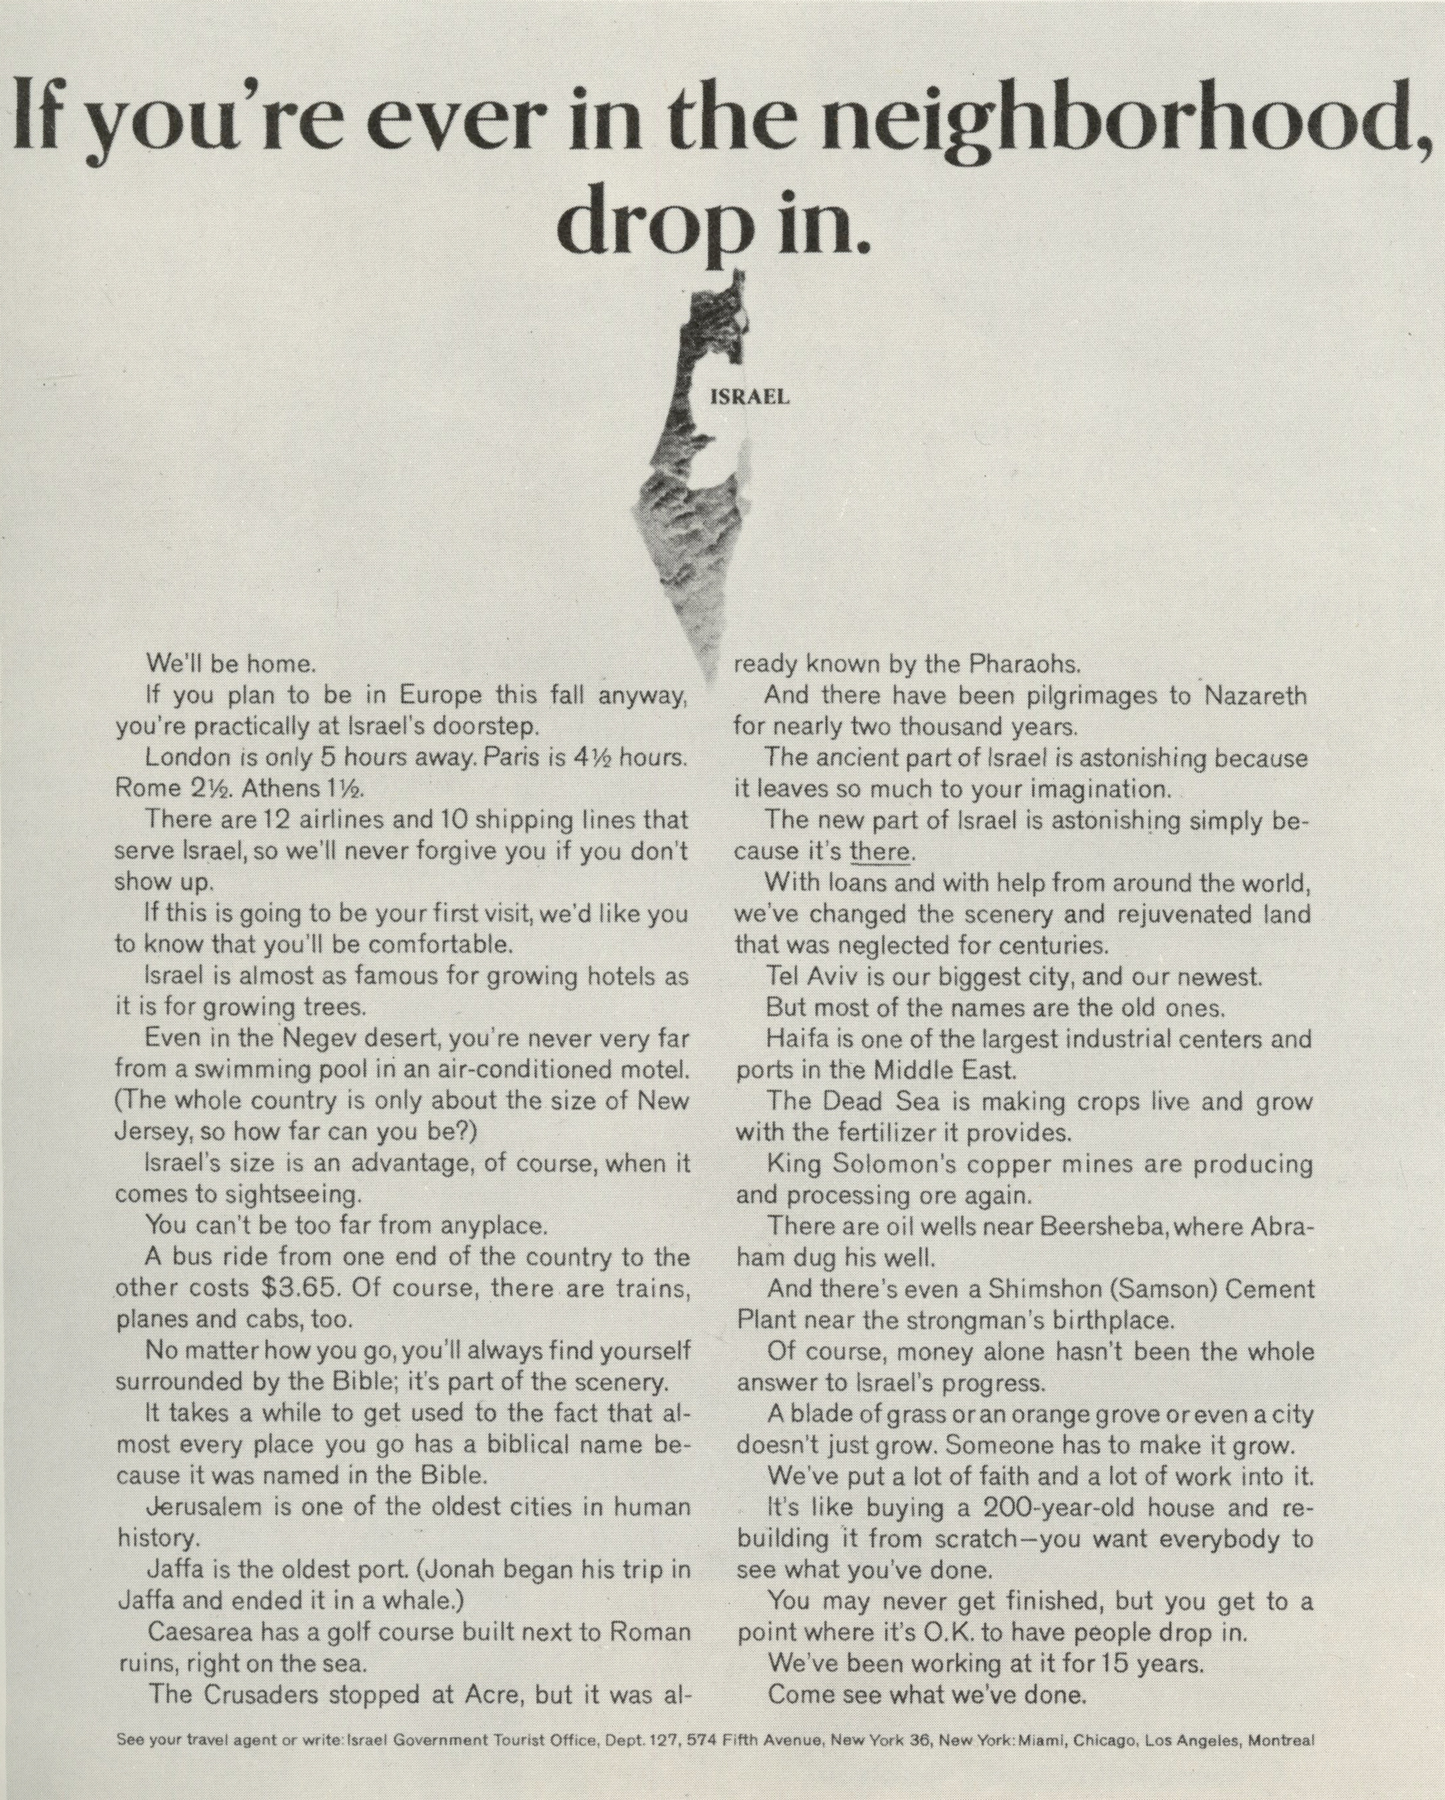 If you're ever in the neighborhood,
drop in.
ISRAEL
We'll be home.
If you plan to be in Europe this fall anyway,
you're practically at Israel's doorstep.
London is only 5 hours away. Paris is 4½ hours.
Rome 2½. Athens 1½.
There are 12 airlines and 10 shipping lines that
serve Israel, so we'll never forgive you if you don't
show up.
If this is going to be your first visit, we'd like you
to know that you'll be comfortable.
Israel is almost as famous for growing hotels as
it is for growing trees.
Even in the Negev desert, you're never very far
from a swimming pool in an air-conditioned motel.
(The whole country is only about the size of New
Jersey, so how far can you be?)
Israel's size is an advantage, of course, when it
comes to sightseeing.
You can't be too far from anyplace.
A bus ride from one end of the country to the
other costs $3.65. Of course, there are trains,
planes and cabs, too.
No matter how you go, you'll always find yourself
surrounded by the Bible; it's part of the scenery.
It takes a while to get used to the fact that al-
most every place you go has a biblical name be-
cause it was named in the Bible.
Jerusalem is one of the oldest cities in human
history.
Jaffa is the oldest port. (Jonah began his trip in
Jaffa and ended it in a whale.)
Caesarea has a golf course built next to Roman
ruins, right on the sea.
The Crusaders stopped at Acre, but it was al-
ready known by the Pharaohs.
And there have been pilgrimages to Nazareth
for nearly two thousand years.
The ancient part of Israel is astonishing because
it leaves so much to your imagination.
The new part of Israel is astonishing simply be-
cause it's there.
With loans and with help from around the world,
we've changed the scenery and rejuvenated land
that was neglected for centuries.
Tel Aviv is our biggest city, and our newest.
But most of the names are the old ones.
Haifa is one of the largest industrial centers and
ports in the Middle East.
The Dead Sea is making crops live and grow
with the fertilizer it provides.
King Solomon's copper mines are producing
and processing ore again.
There are oil wells near Beersheba, where Abra-
ham dug his well.
And there's even a Shimshon (Samson) Cement
Plant near the strongman's birthplace.
Of course, money alone hasn't been the whole
answer to Israel's progress.
A blade of grass or an orange grove or even a city
doesn't just grow. Someone has to make it grow.
We've put a lot of faith and a lot of work into it.
It's like buying a 200-year-old house and re-
building it from scratch—you want everybody to
see what you've done.
You may never get finished, but you get to a
point where it's O.K. to have people drop in.
We've been working at it for 15 years.
Come see what we've done.
See your travel agent or write: Israel Government Tourist Office, Dept. 127, 574 Fifth Avenue, New York 36, New York: Miami, Chicago, Los Angeles, Montreal